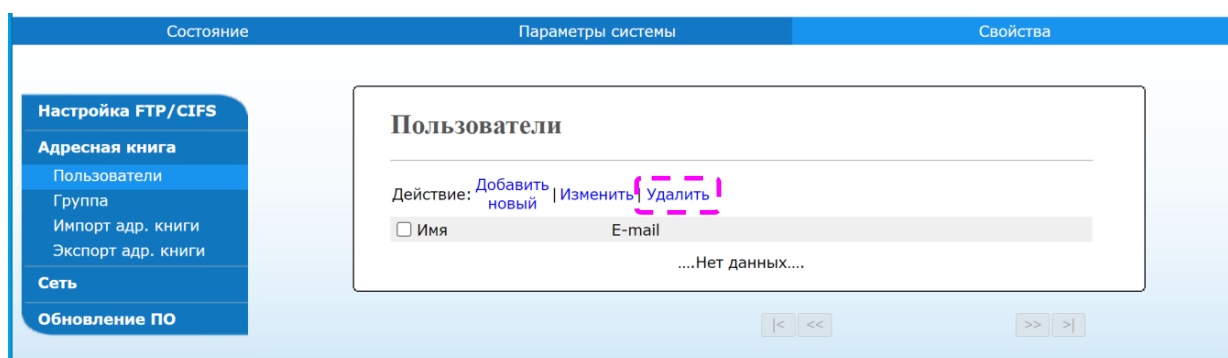 Состояние Параметры системы Свойства
Настройка FTP/CIFS
Адресная книга
Пользователи
Группа
Импорт адр. книги
Экспорт адр. книги
Сеть
Обновление ПО
Пользователи
Действие: Добавить новый | Изменить | Удалить
Имя E-mail
....Нет данных....
|< << >> >|